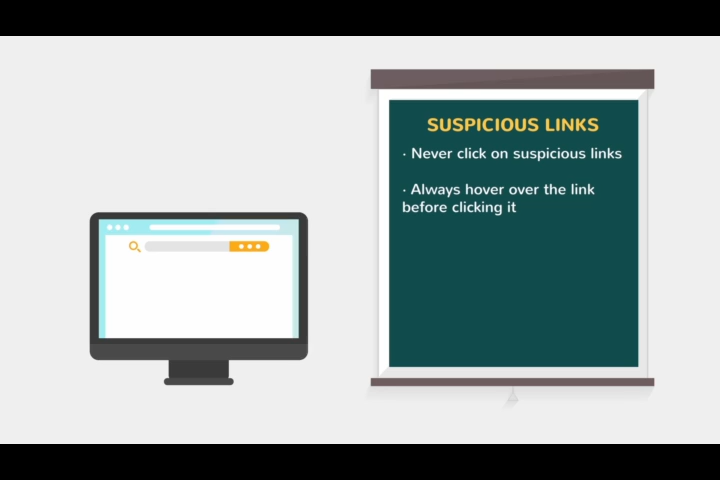 SUSPICIOUS LINKS
· Never click on suspicious links
· Always hover over the link
before clicking it